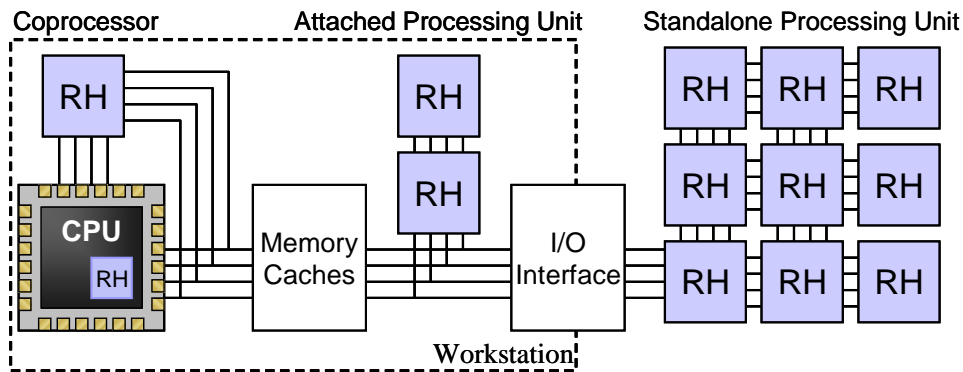 Coprocessor
Attached Processing Unit
Standalone Processing Unit
RH
RH
RH
RH
RH
RH
RH
RH
RH
CPU
RH
Memory
Caches
I/O
Interface
RH
RH
RH
Workstation